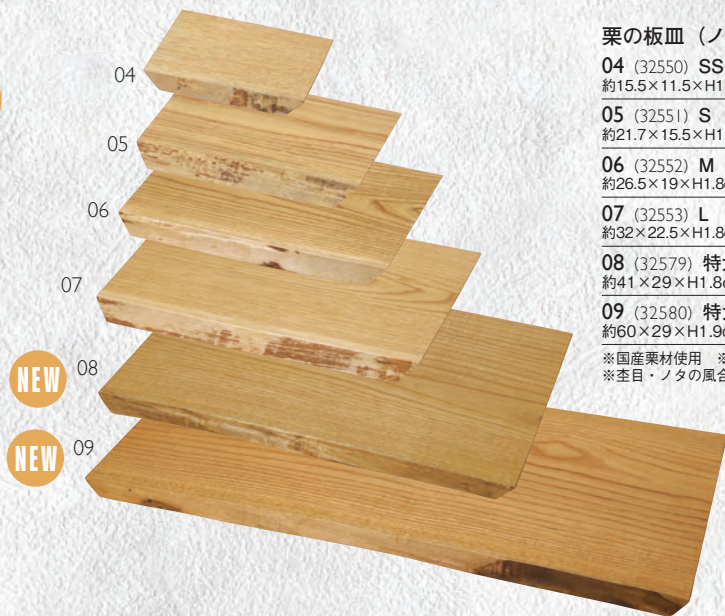 04
05
06
07
NEW
08
NEW
09
栗の板皿（ノ
04 (32550) SS
約15.5×11.5×H1
05 (32551) S
約21.7×15.5×H1
06 (32552) M
約26.5×19×H1.8c
07 (32553) L
約32×22.5×H1.8c
08 (32579) 特
約41×29×H1.8c
09 (32580) 特
約60×29×H1.9c
※国産栗材使用 ※
※杢目・ノタの風合